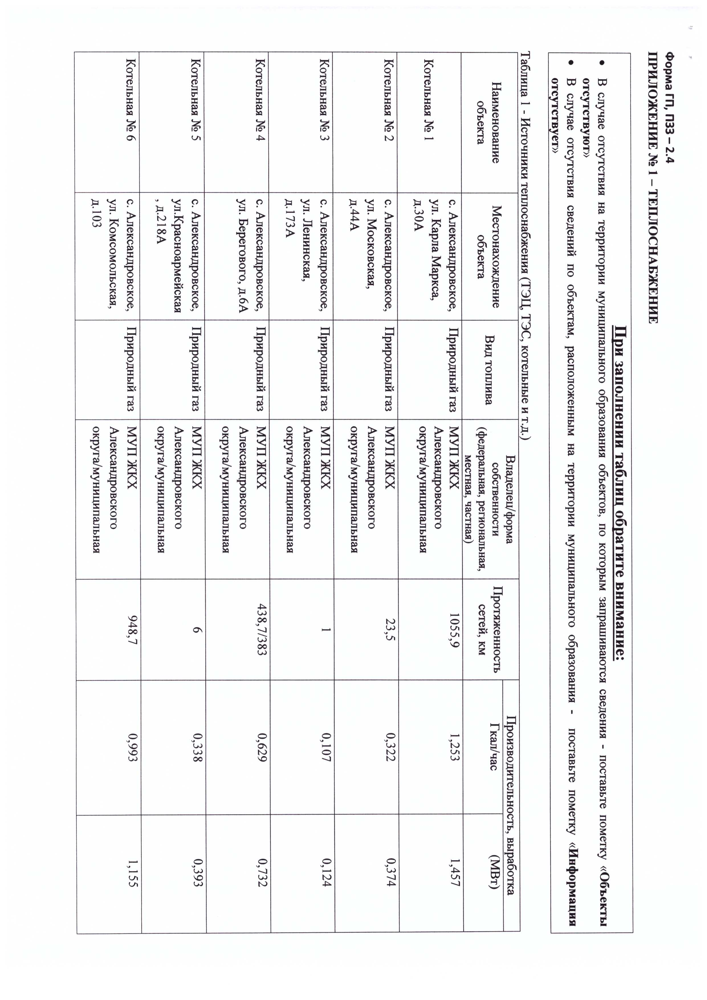 Форма ГП, ПЗЗ – 2.4
ПРИЛОЖЕНИЕ № 1 – ТЕПЛОСНАБЖЕНИЕ
При заполнении таблиц обратите внимание:
• В случае отсутствия на территории муниципального образования объектов, по которым запрашиваются сведения - поставьте пометку «Объекты
отсутствуют»
• В случае отсутствия сведений по объектам, расположенным на территории муниципального образования - поставьте пометку «Информация
отсутствует»
Таблица 1 - Источники теплоснабжения (ТЭЦ, ТЭС, котельные и т.д.)
Наименование
объекта
Местонахождение
объекта
Вид топлива
Владелец/форма
собственности
(федеральная, региональная,
местная, частная)
Протяженность
сетей, км
Производительность, выработка
Гкал/час
(МВт)
Котельная № 1
с. Александровское,
ул. Карла Маркса,
д.30А
Природный газ
МУП ЖКХ
Александровского
округа/муниципальная
1055,9
1,253
1,457
Котельная № 2
с. Александровское,
ул. Московская,
д.44А
Природный газ
МУП ЖКХ
Александровского
округа/муниципальная
23,5
0,322
0,374
Котельная № 3
с. Александровское,
ул. Ленинская,
д.173А
Природный газ
МУП ЖКХ
Александровского
округа/муниципальная
1
0,107
0,124
Котельная № 4
с. Александровское,
ул. Берегового, д.6А
Природный газ
МУП ЖКХ
Александровского
округа/муниципальная
438,7/383
0,629
0,732
Котельная № 5
с. Александровское,
ул.Красноармейская
, д.218А
Природный газ
МУП ЖКХ
Александровского
округа/муниципальная
6
0,338
0,393
Котельная № 6
с. Александровское,
ул. Комсомольская,
д.103
Природный газ
МУП ЖКХ
Александровского
округа/муниципальная
948,7
0,993
1,155